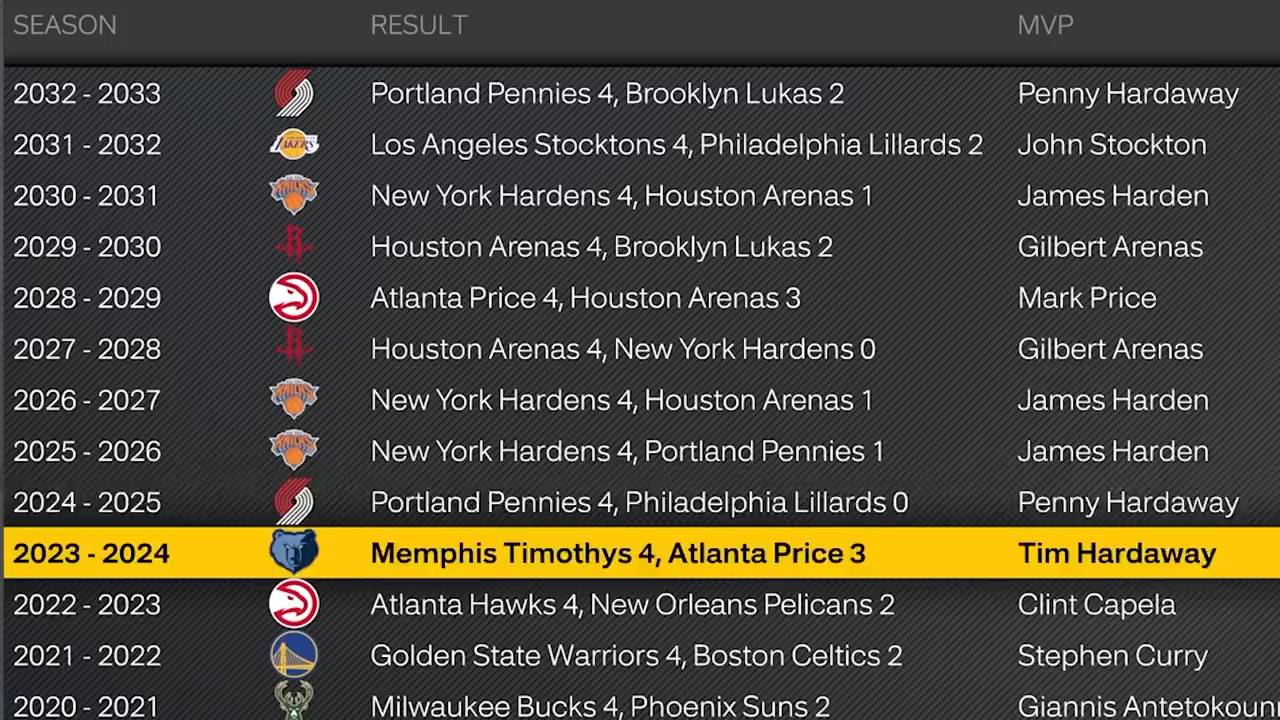 SEASON RESULT MVP
2032 - 2033 Portland Pennies 4, Brooklyn Lukas 2 Penny Hardaway
2031 - 2032 LAKERS Los Angeles Stocktons 4, Philadelphia Lillards 2 John Stockton
2030 - 2031 KNICKS New York Hardens 4, Houston Arenas 1 James Harden
2029 - 2030 Houston Arenas 4, Brooklyn Lukas 2 Gilbert Arenas
2028 - 2029 Atlanta Price 4, Houston Arenas 3 Mark Price
2027 - 2028 Houston Arenas 4, New York Hardens 0 Gilbert Arenas
2026 - 2027 KNICKS New York Hardens 4, Houston Arenas 1 James Harden
2025 - 2026 KNICKS New York Hardens 4, Portland Pennies 1 James Harden
2024 - 2025 Portland Pennies 4, Philadelphia Lillards 0 Penny Hardaway
2023 - 2024 Memphis Timothys 4, Atlanta Price 3 Tim Hardaway
2022 - 2023 Atlanta Hawks 4, New Orleans Pelicans 2 Clint Capela
2021 - 2022 Golden State Warriors 4, Boston Celtics 2 Stephen Curry
2020 - 2021 Milwaukee Bucks 4, Phoenix Suns 2 Giannis Antetokoun